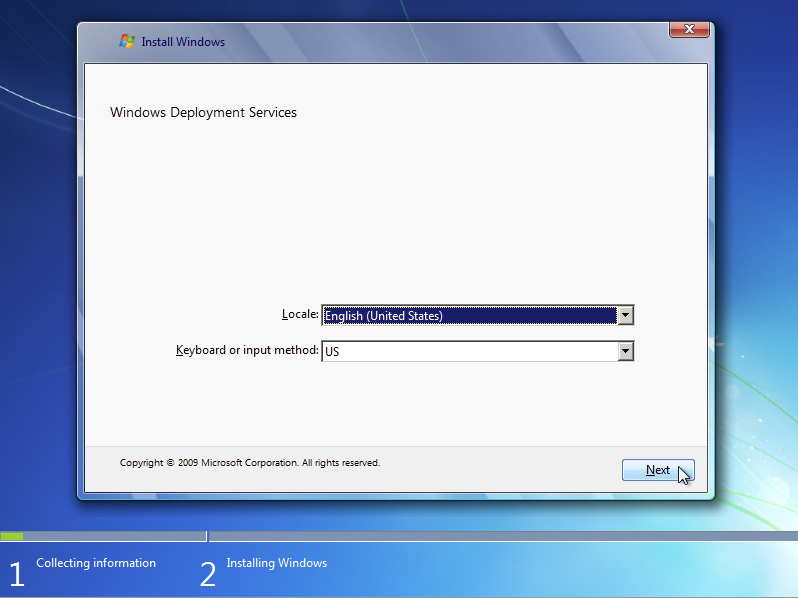 Install Windows
Windows Deployment Services
Locale: English (United States)
Keyboard or input method: US
Copyright © 2009 Microsoft Corporation. All rights reserved.
Next
1 Collecting information
2 Installing Windows